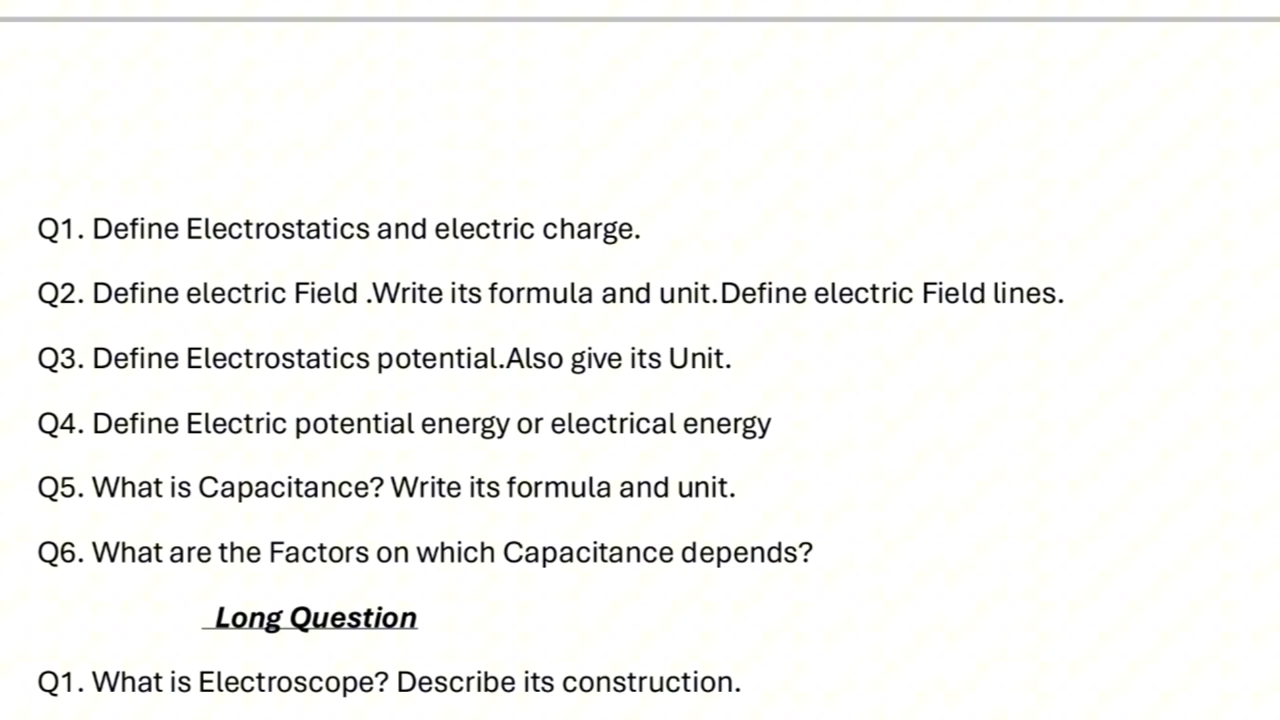 Q1. Define Electrostatics and electric charge.
Q2. Define electric Field .Write its formula and unit.Define electric Field lines.
Q3. Define Electrostatics potential.Also give its Unit.
Q4. Define Electric potential energy or electrical energy
Q5. What is Capacitance? Write its formula and unit.
Q6. What are the Factors on which Capacitance depends?
Long Question
Q1. What is Electroscope? Describe its construction.